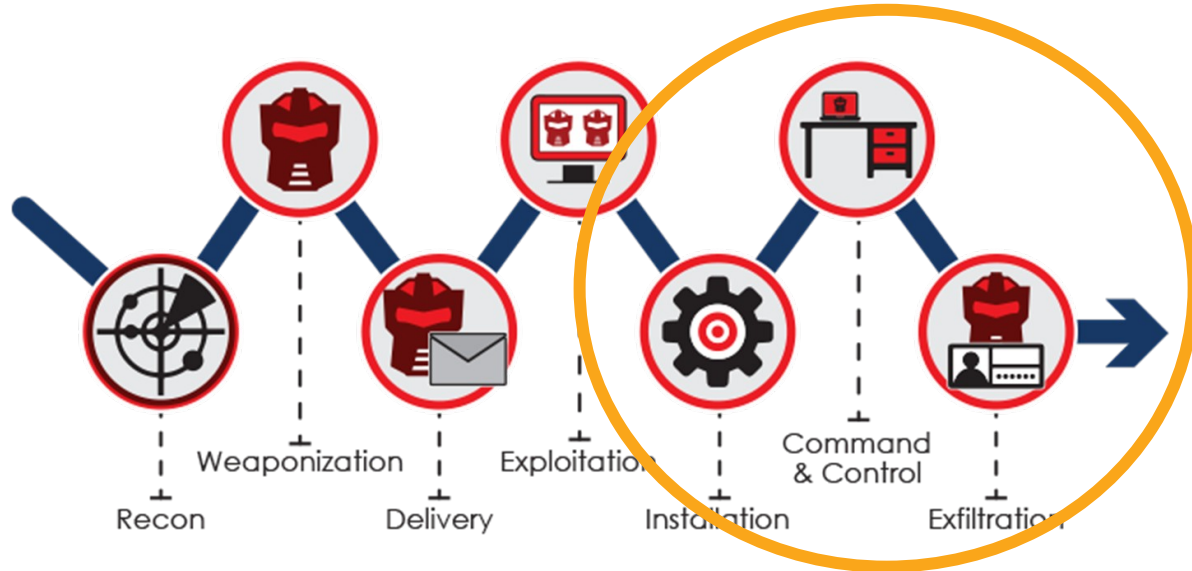 Weaponization
Exploitation
Command
& Control
Recon
Delivery
Installation
Exfiltration